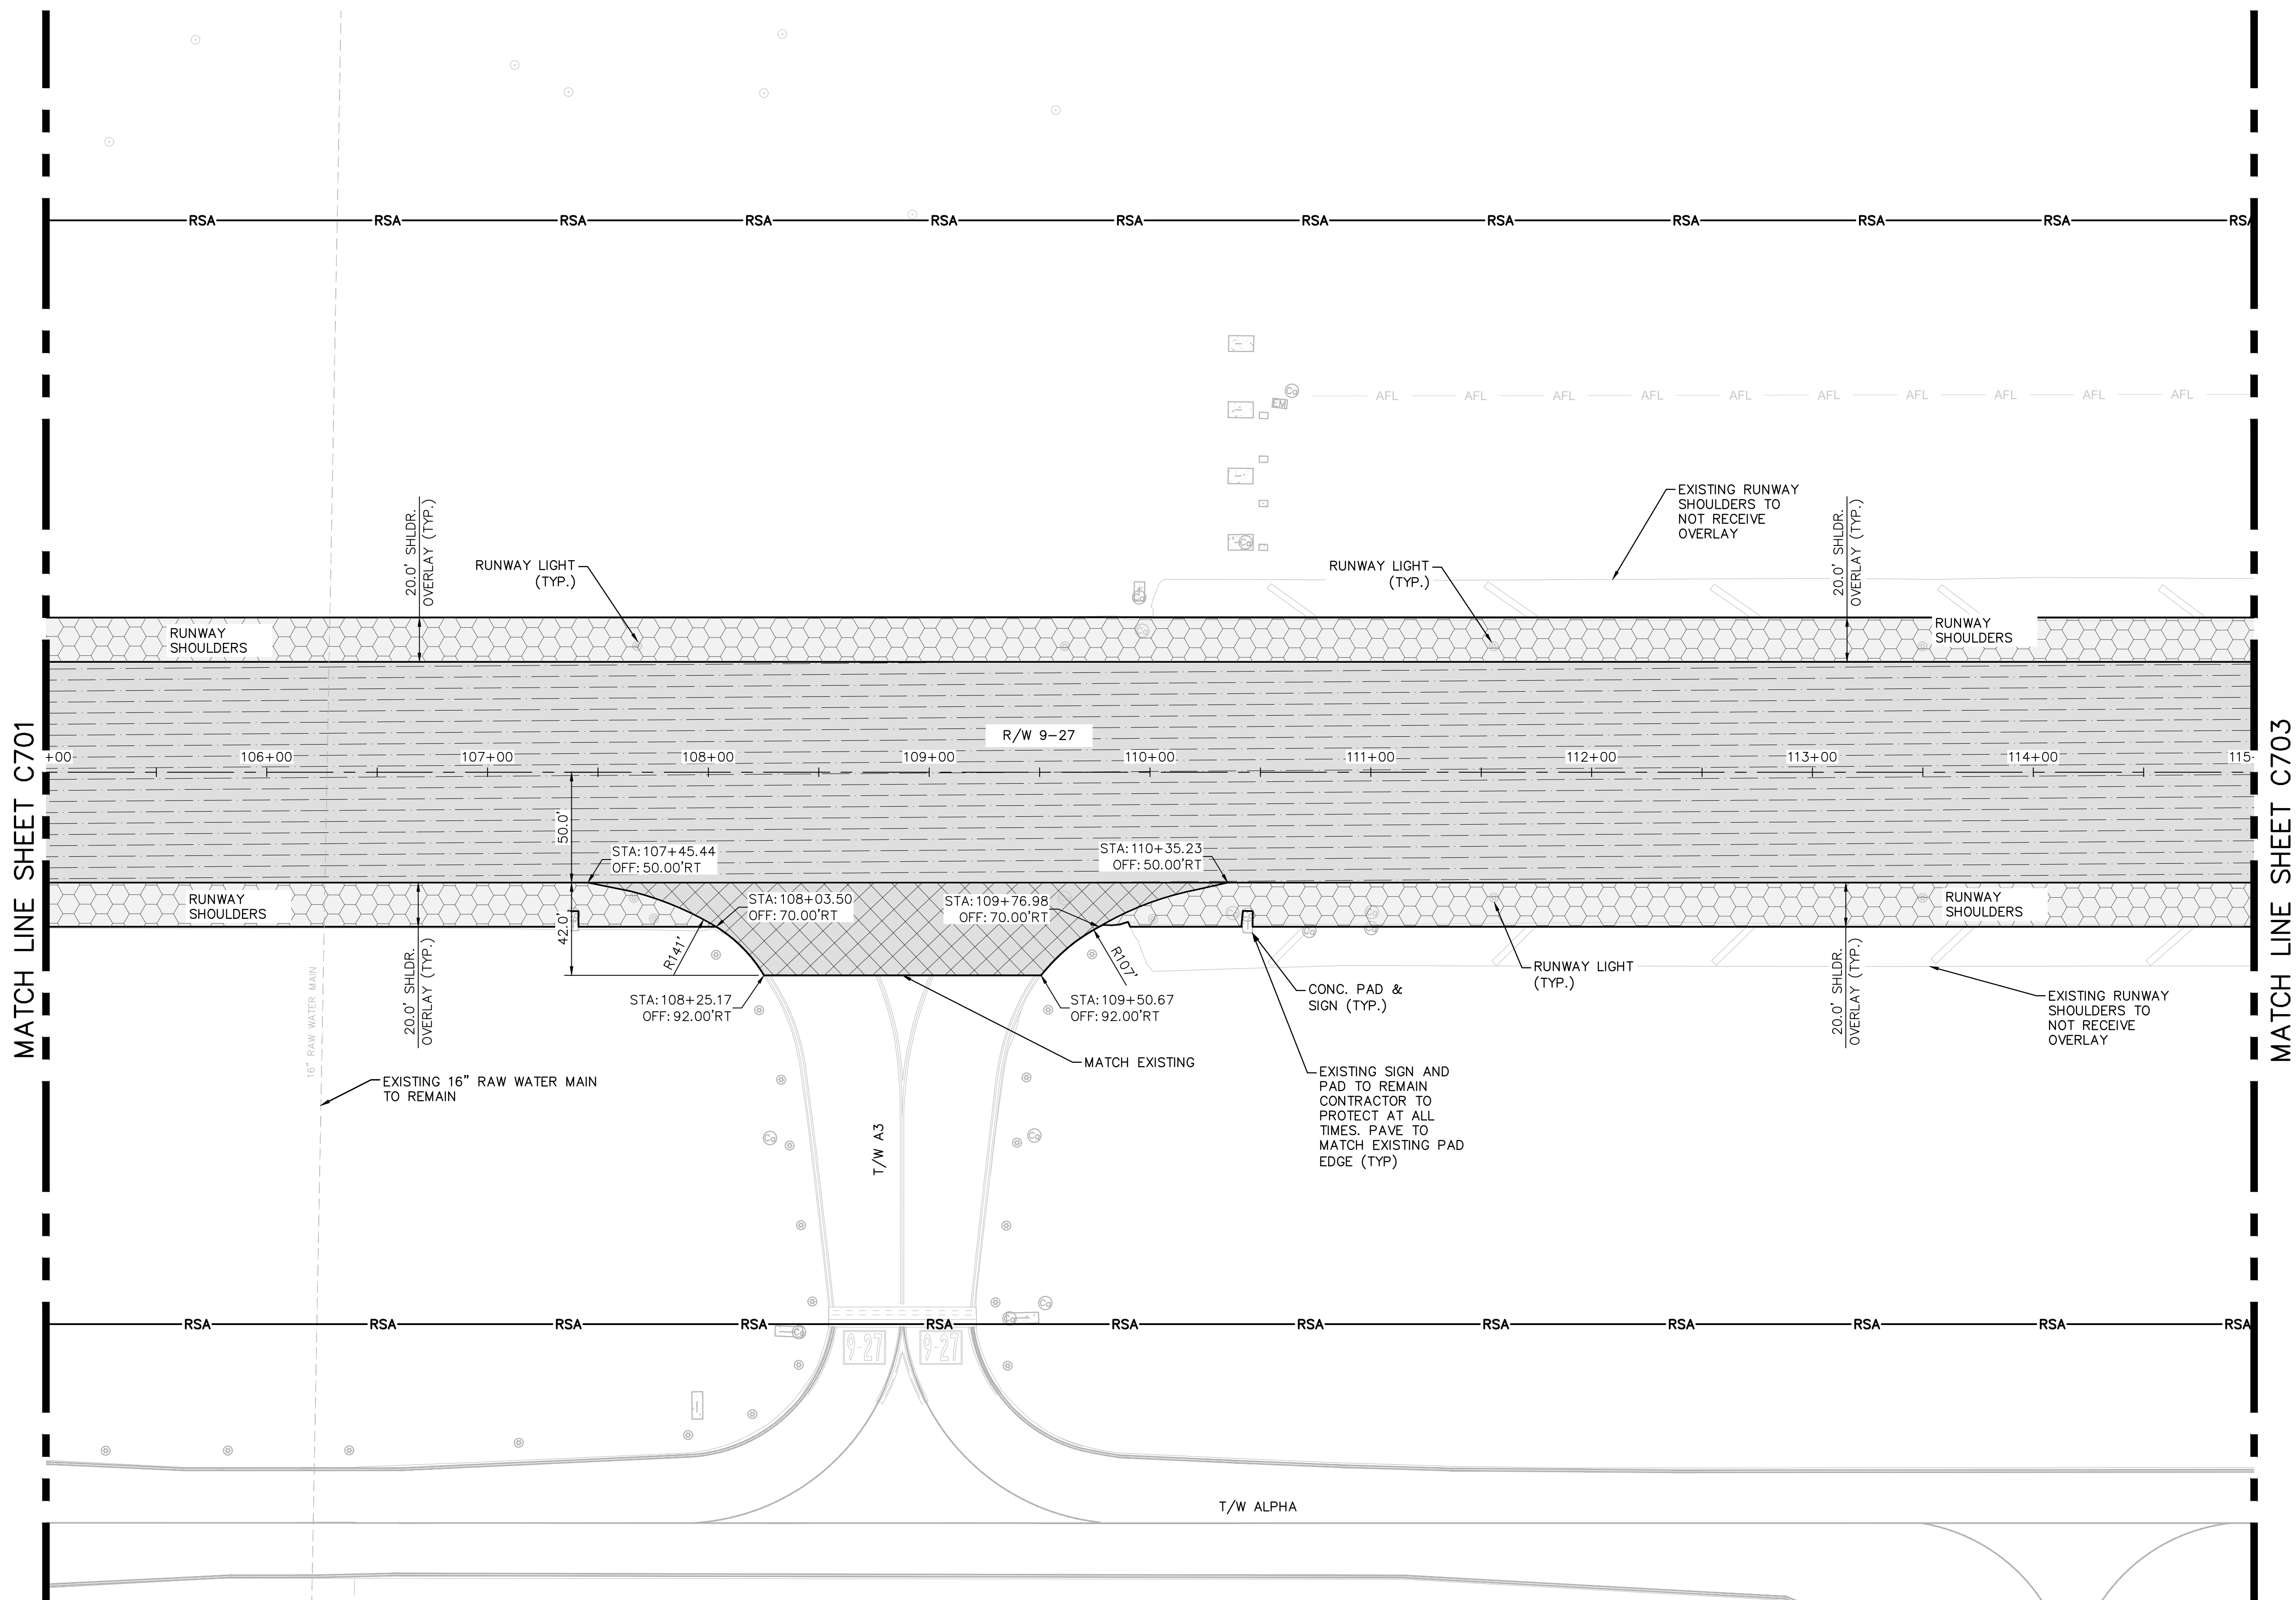 RSA RSA RSA RSA RSA RSA RSA RSA RSA RSA RSA RSA
AFL AFL AFL AFL AFL AFL AFL AFL AFL AFL
EM
EXISTING RUNWAY
SHOULDERS TO
NOT RECEIVE
OVERLAY
20.0' SHLDR.
OVERLAY (TYP.)
RUNWAY LIGHT
(TYP.)
RUNWAY LIGHT
(TYP.)
20.0' SHLDR.
OVERLAY (TYP.)
RUNWAY
SHOULDERS
RUNWAY
SHOULDERS
MATCH LINE SHEET C701
MATCH LINE SHEET C703
R/W 9-27
+00 106+00 107+00 108+00 109+00 110+00 111+00 112+00 113+00 114+00 115-
50.0'
STA:107+45.44
OFF: 50.00'RT
STA:110+35.23
OFF: 50.00'RT
RUNWAY
SHOULDERS
42.0'
STA:108+03.50
OFF: 70.00'RT
STA:109+76.98
OFF: 70.00'RT
RUNWAY
SHOULDERS
R141'
R107'
20.0' SHLDR.
OVERLAY (TYP.)
STA:108+25.17
OFF: 92.00'RT
STA:109+50.67
OFF: 92.00'RT
CONC. PAD &
SIGN (TYP.)
RUNWAY LIGHT
(TYP.)
20.0' SHLDR.
OVERLAY (TYP.)
EXISTING RUNWAY
SHOULDERS TO
NOT RECEIVE
OVERLAY
16" RAW WATER MAIN
EXISTING 16" RAW WATER MAIN
TO REMAIN
MATCH EXISTING
EXISTING SIGN AND
PAD TO REMAIN
CONTRACTOR TO
PROTECT AT ALL
TIMES. PAVE TO
MATCH EXISTING PAD
EDGE (TYP)
T/W A3
RSA RSA RSA RSA RSA RSA RSA RSA RSA RSA RSA RSA
9-27 9-27
T/W ALPHA